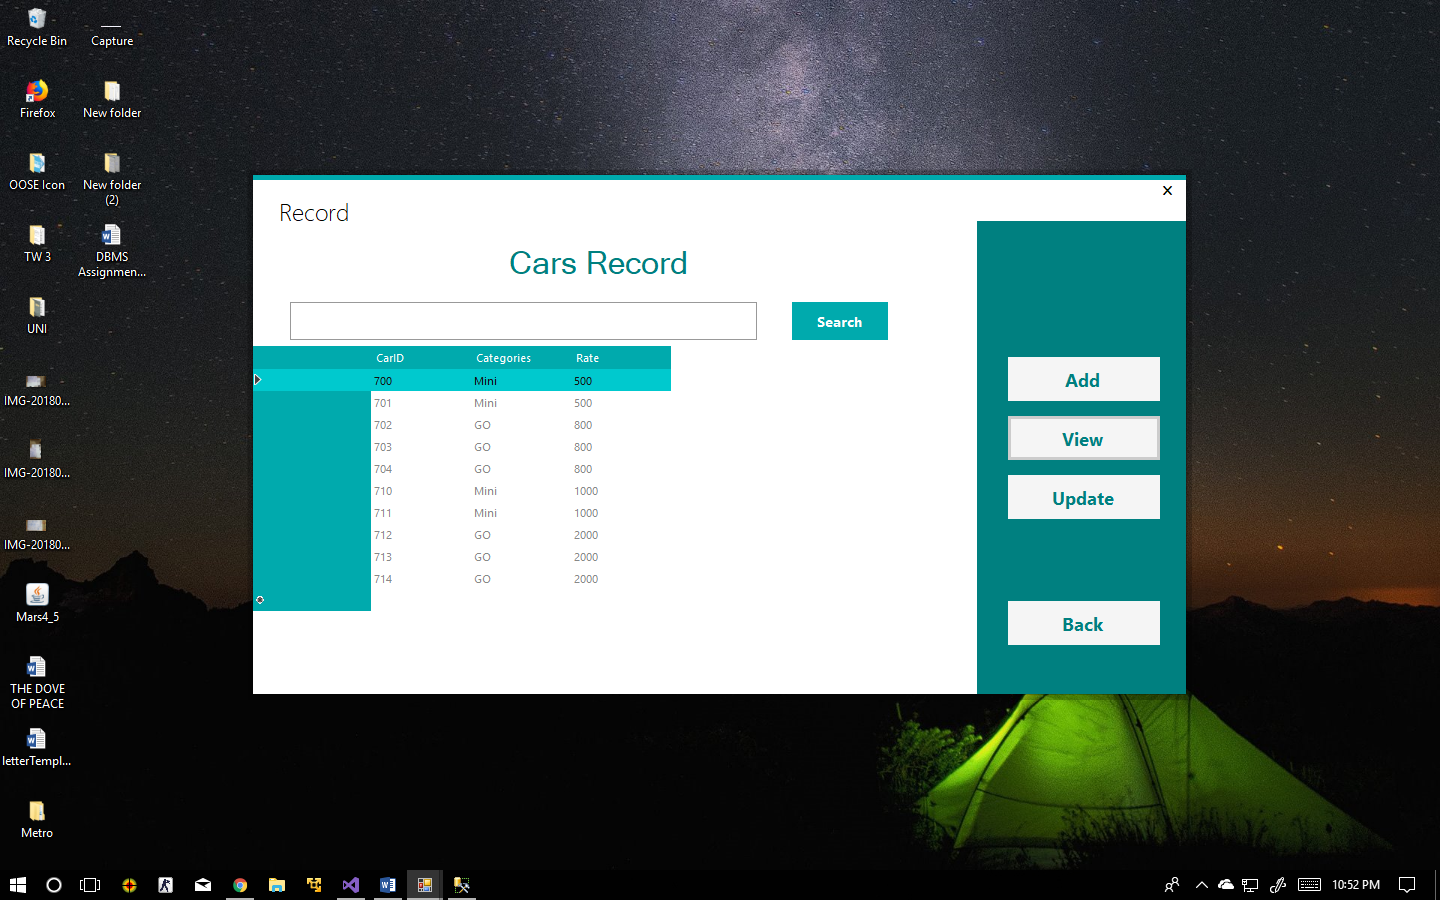 Recycle Bin
Capture
Firefox
New folder
OOSE Icon
New folder
(2)
TW 3
DBMS
Assignmen...
UNI
IMG-20180...
IMG-20180...
IMG-20180...
Mars4_5
THE DOVE
OF PEACE
letterTempl...
Metro
Record
Cars Record
Search
CarID Categories Rate
700 Mini 500
701 Mini 500
702 GO 800
703 GO 800
704 GO 800
710 Mini 1000
711 Mini 1000
712 GO 2000
713 GO 2000
714 GO 2000
Add
View
Update
Back
10:52 PM